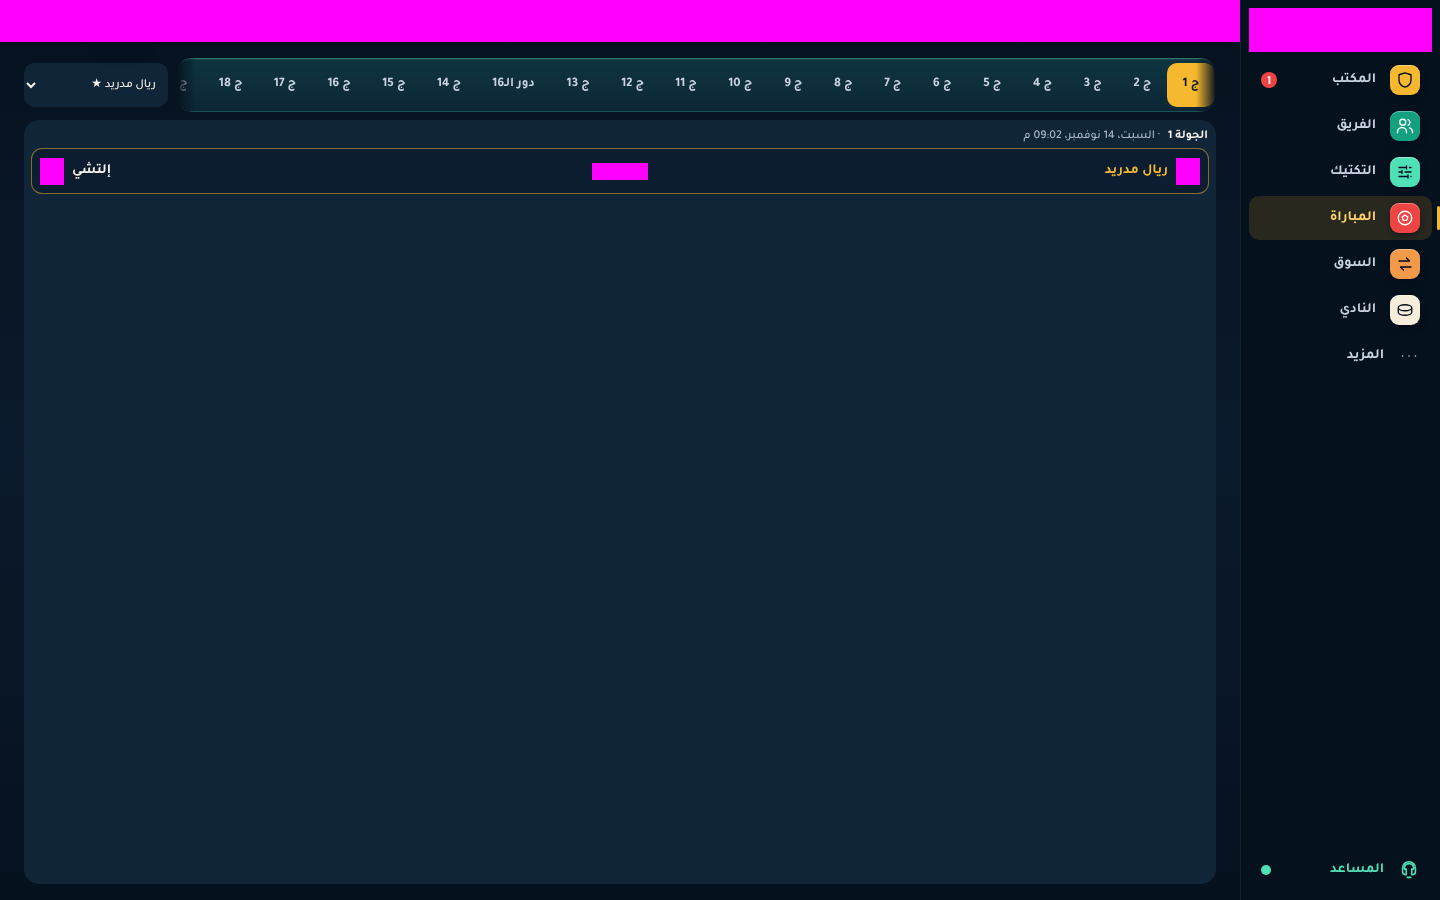 المكتب 1
الفريق
التكتيك
المباراة
السوق
النادي
... المزيد
المساعد
ج 1 ج 2 ج 3 ج 4 ج 5 ج 6 ج 7 ج 8 ج 9 ج 10 ج 11 ج 12 ج 13 دور الـ16 ج 14 ج 15 ج 16 ج 17 ج 18 ج
ريال مدريد ★
الجولة 1 · السبت، 14 نوفمبر، 09:02 م
ريال مدريد إلتشي